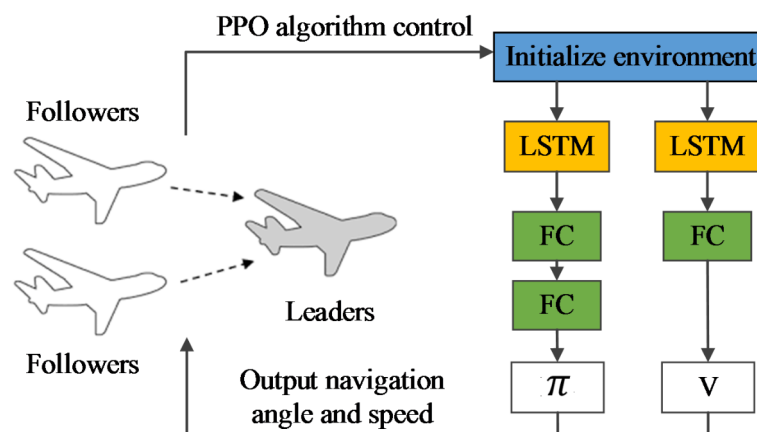 PPO algorithm control
Initialize environment
Followers
LSTM
LSTM
FC
FC
FC
Leaders
Followers
Output navigation
angle and speed
π
V